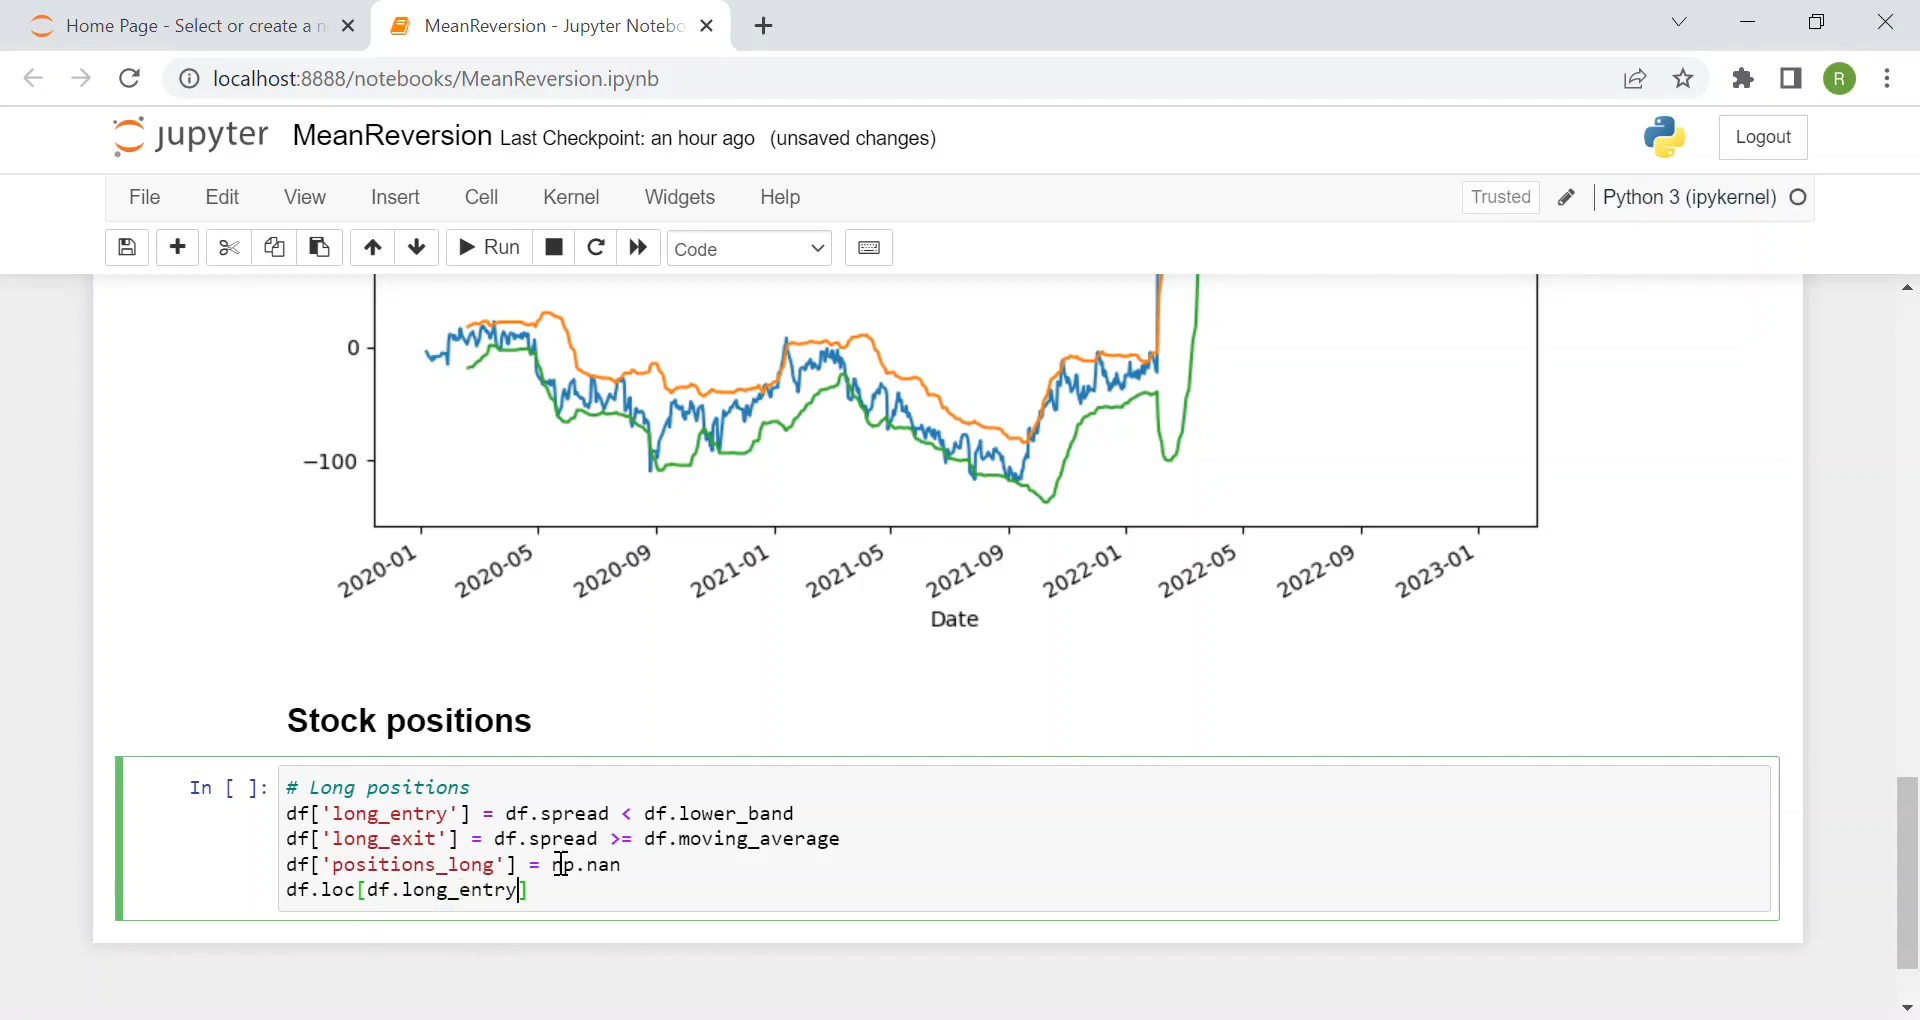 Home Page - Select or create a n
MeanReversion - Jupyter Notebo
localhost:8888/notebooks/MeanReversion.ipynb
R
jupyter MeanReversion Last Checkpoint: an hour ago (unsaved changes)
Logout
File Edit View Insert Cell Kernel Widgets Help
Trusted
Python 3 (ipykernel)
Run
Code
0
−100
2020-01 2020-05 2020-09 2021-01 2021-05 2021-09 2022-01 2022-05 2022-09 2023-01
Date
Stock positions
In [ ]: # Long positions
df['long_entry'] = df.spread < df.lower_band
df['long_exit'] = df.spread >= df.moving_average
df['positions_long'] = np.nan
df.loc[df.long_entry]